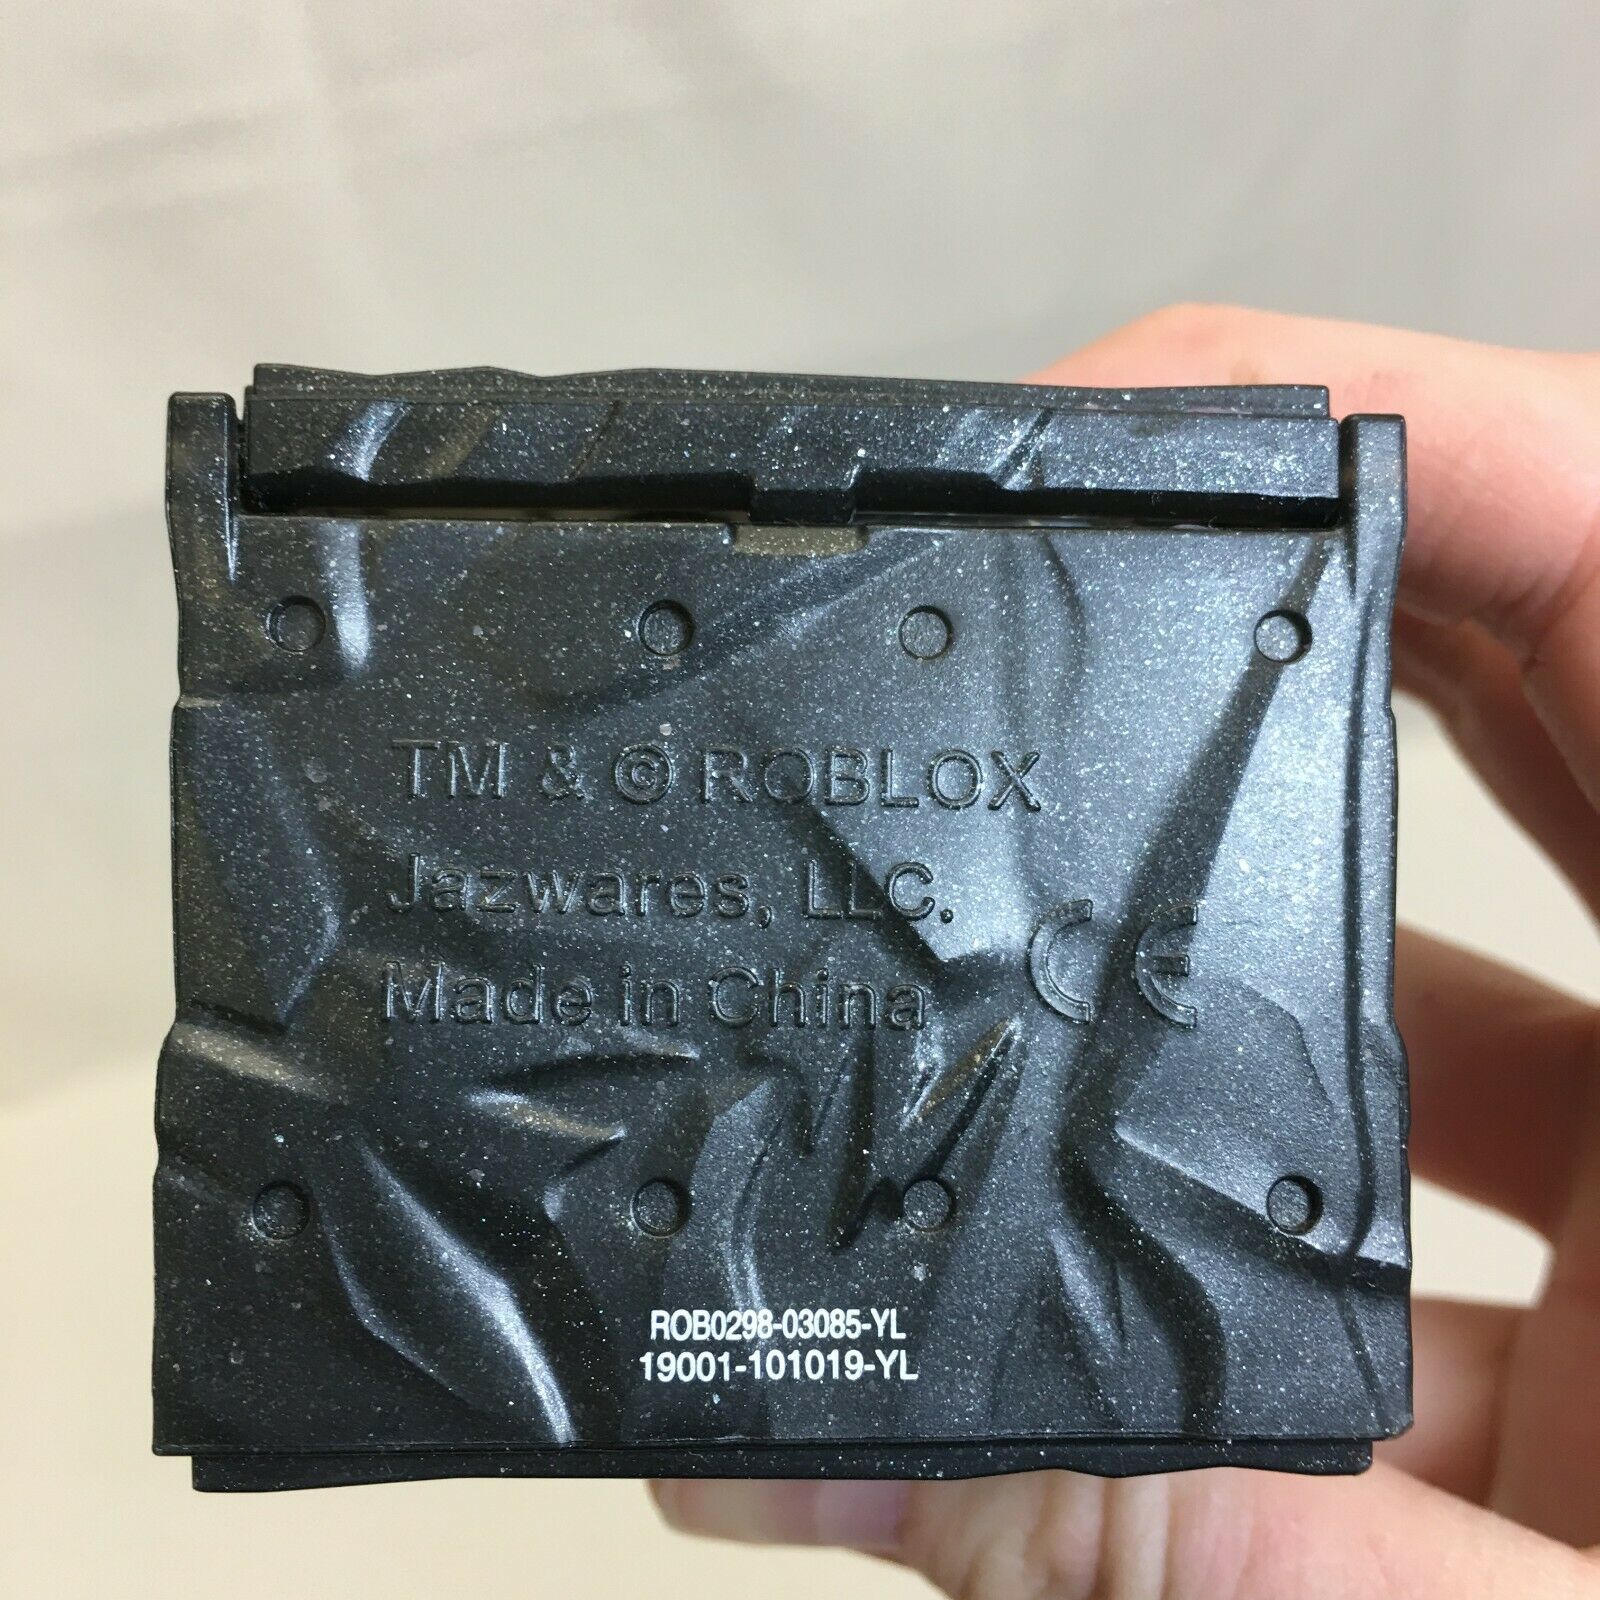 TM & © ROBLOX
Jazwares, LLC.
Made in China
CE
ROB0298-03085-YL
19001-101019-YL